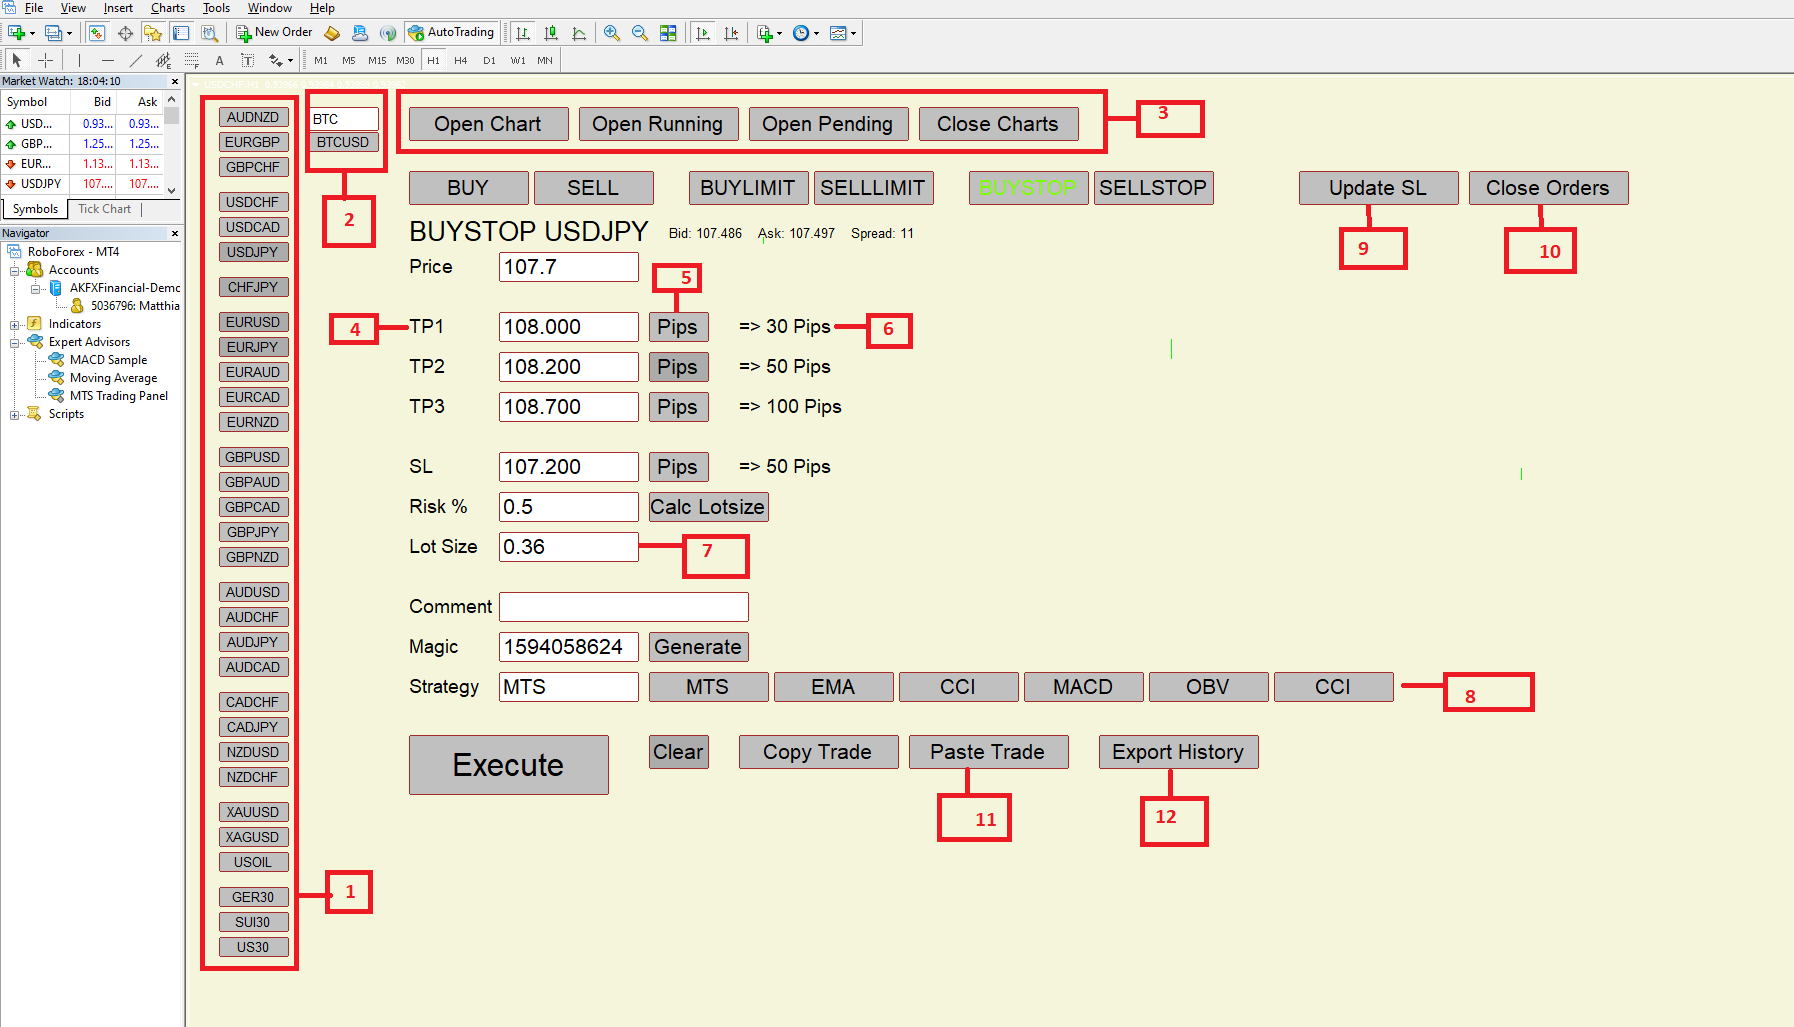 File View Insert Charts Tools Window Help
New Order AutoTrading
A T M1 M5 M15 M30 H1 H4 D1 W1 MN
Market Watch: 18:04:10
Symbol Bid Ask
USD... 0.93... 0.93...
GBP... 1.25... 1.25...
EUR... 1.13... 1.13...
USDJPY 107.... 107....
Symbols Tick Chart
Navigator
RoboForex - MT4
Accounts
AKFXFinancial-Demo
5036796: Matthia
Indicators
Expert Advisors
MACD Sample
Moving Average
MTS Trading Panel
Scripts
AUDNZD
EURGBP
GBPCHF
USDCHF
USDCAD
USDJPY
CHFJPY
EURUSD
EURJPY
EURAUD
EURCAD
EURNZD
GBPUSD
GBPAUD
GBPCAD
GBPJPY
GBPNZD
AUDUSD
AUDCHF
AUDJPY
AUDCAD
CADCHF
CADJPY
NZDUSD
NZDCHF
XAUUSD
XAGUSD
USOIL
GER30
SUI30
US30
1
BTC
BTCUSD
2
Open Chart Open Running Open Pending Close Charts 3
BUY SELL BUYLIMIT SELLLIMIT BUYSTOP SELLSTOP Update SL Close Orders
9 10
BUYSTOP USDJPY Bid: 107.486 Ask: 107.497 Spread: 11
Price 107.7
5
4 TP1 108.000 Pips => 30 Pips 6
TP2 108.200 Pips => 50 Pips
TP3 108.700 Pips => 100 Pips
SL 107.200 Pips => 50 Pips
Risk % 0.5 Calc Lotsize
Lot Size 0.36 7
Comment
Magic 1594058624 Generate
Strategy MTS MTS EMA CCI MACD OBV CCI 8
Execute Clear Copy Trade Paste Trade Export History
11 12